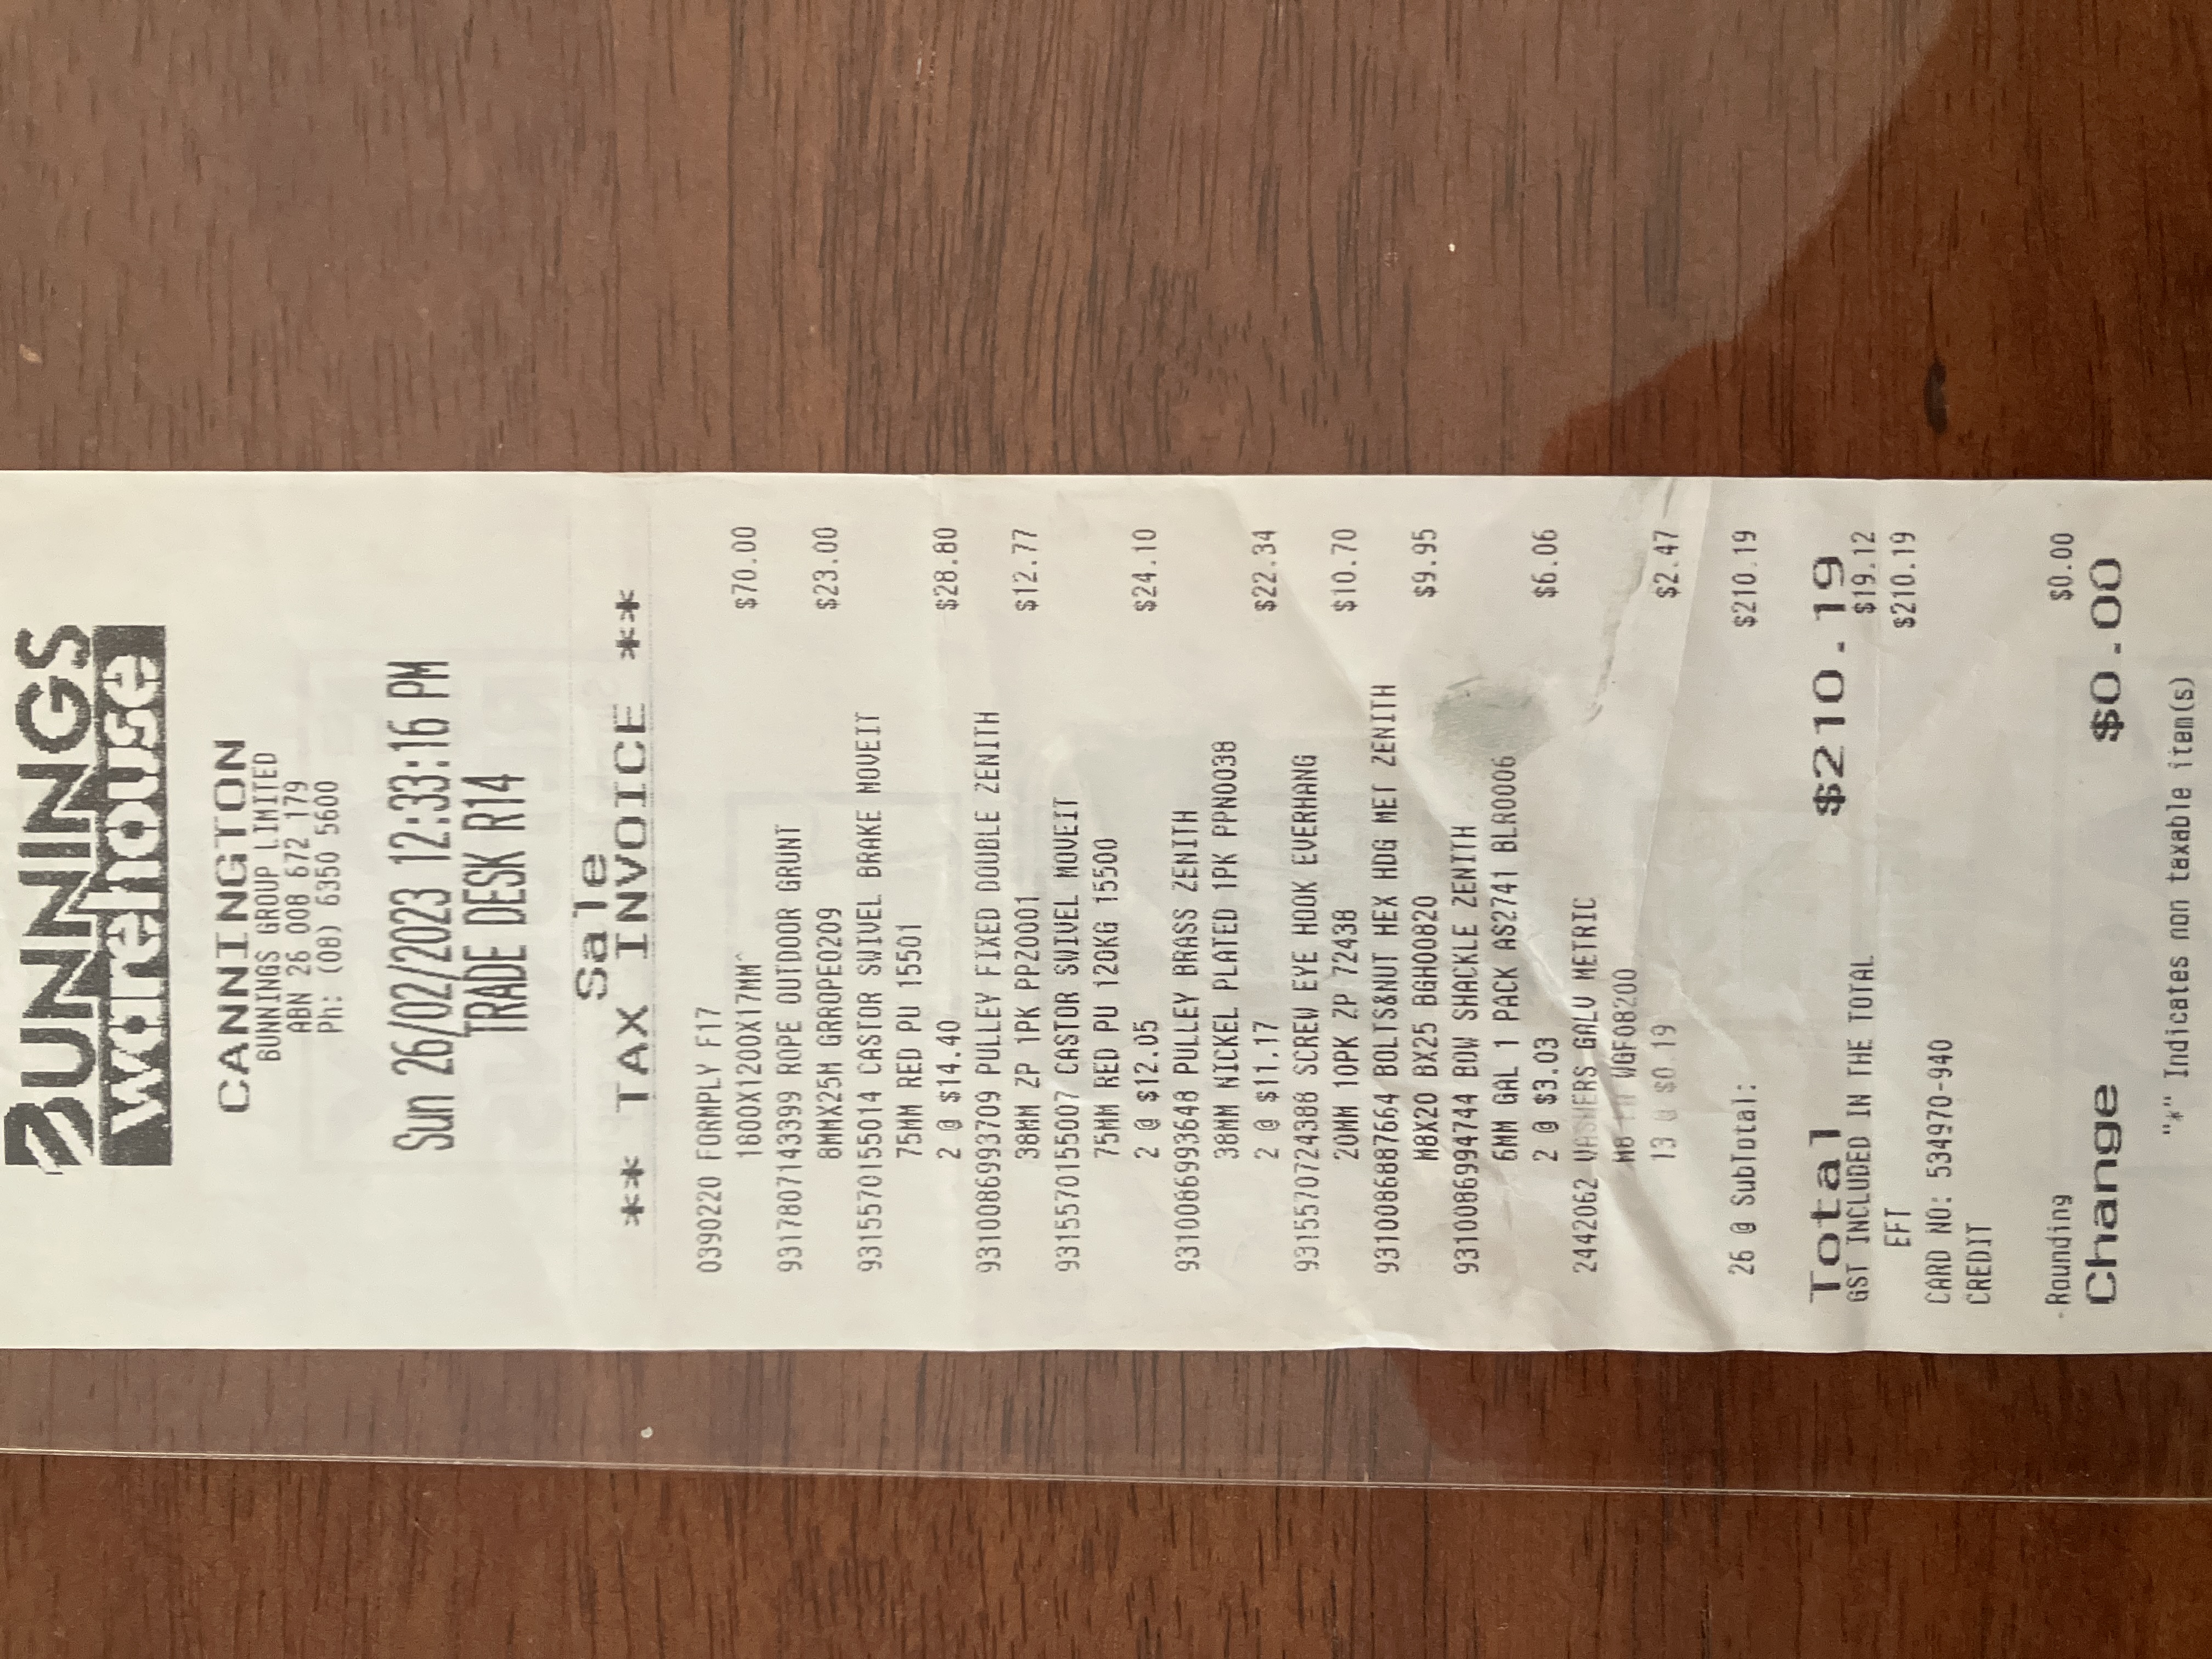 BUNNINGS
warehouse
CANNINGTON
BUNNINGS GROUP LIMITED
ABN 26 008 672 179
Ph: (08) 6350 5600
Sun 26/02/2023 12:33:16 PM
TRADE DESK R14
Sale
** TAX INVOICE **
0390220 FORMPLY F17
1800X1200X17MM^ $70.00
9317807143399 ROPE OUTDOOR GRUNT
8MMX25M GRROPE0209 $23.00
9315570155014 CASTOR SWIVEL BRAKE MOVEIT
75MM RED PU 15501
2 @ $14.40 $28.80
9310086993709 PULLEY FIXED DOUBLE ZENITH
38MM ZP 1PK PPZ0001 $12.77
9315570155007 CASTOR SWIVEL MOVEIT
75MM RED PU 120KG 15500
2 @ $12.05 $24.10
9310086993648 PULLEY BRASS ZENITH
38MM NICKEL PLATED 1PK PPN0038
2 @ $11.17 $22.34
9315570724388 SCREW EYE HOOK EVERHANG
20MM 10PK ZP 72438 $10.70
9310086887664 BOLTS&NUT HEX HDG MET ZENITH
M8X20 BX25 BGH00820 $9.95
9310086994744 BOW SHACKLE ZENITH
6MM GAL 1 PACK AS2741 BLR0006
2 @ $3.03 $6.06
2442062 WASHERS GALV METRIC
M8 WGF08200
13 @ $0.19 $2.47
26 @ SubTotal: $210.19
Total $210.19
GST INCLUDED IN THE TOTAL $19.12
EFT $210.19
CARD NO: 534970-940
CREDIT
Rounding $0.00
Change $0.00
"*" Indicates non taxable item(s)